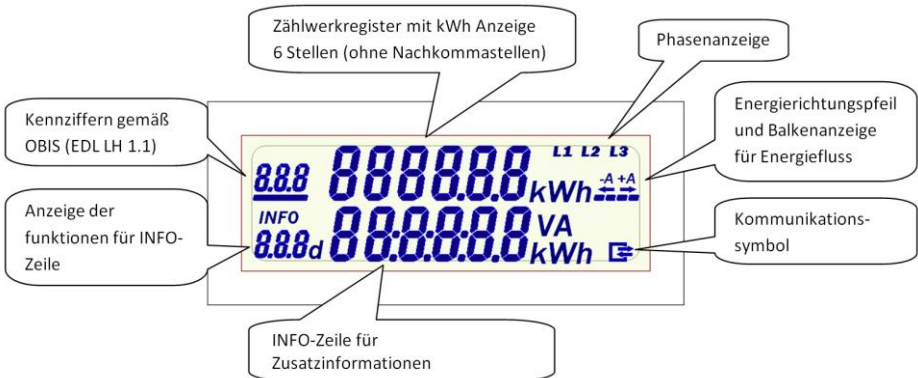 Zählwerkregister mit kWh Anzeige
6 Stellen (ohne Nachkommastellen)
Phasenanzeige
Kennziffern gemäß
OBIS (EDL LH 1.1)
Energierichtungspfeil
und Balkenanzeige
für Energiefluss
L1 L2 L3
8.8.8
888888.8.8
kWh
-A +A
Anzeige der
funktionen für INFO-
Zeile
INFO
8.8.8d
88:8:8:8.8
VA
kWh
Kommunikations-
symbol
INFO-Zeile für
Zusatzinformationen